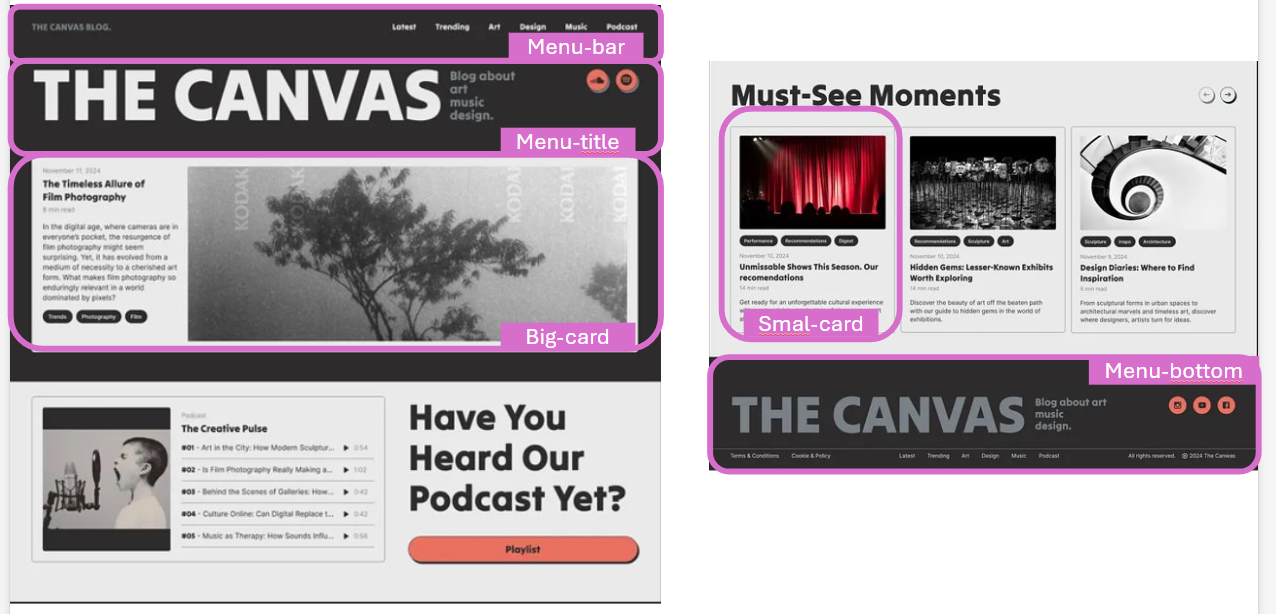 THE CANVAS BLOG.
Latest Trending Art Design Music Podcast
Menu-bar
THE CANVAS
Blog about
art
music
design.
Menu-title
November 11, 2024
The Timeless Allure of
Film Photography
8 min read
In the digital age, where cameras are in
everyone's pocket, the resurgence of
film photography might seem
surprising. Yet, it has evolved from a
medium of necessity to a cherished art
form. What makes film photography so
enduringly relevant in a world
dominated by pixels?
Trends Photography Film
KODAK KODAK KODAK KODAK KODAK
Big-card
Podcast
The Creative Pulse
#01 - Art in the City: How Modern Sculptur... 0:54
#02 - Is Film Photography Really Making a... 1:02
#03 - Behind the Scenes of Galleries: How... 0:42
#04 - Culture Online: Can Digital Replace t... 0:42
#05 - Music as Therapy: How Sounds Influ... 0:56
Have You
Heard Our
Podcast Yet?
Playlist
Must-See Moments
Performance Recommendations Digest
November 10, 2024
Unmissable Shows This Season. Our
recomendations
14 min read
Get ready for an unforgettable cultural experience
Smal-card
Recommendations Sculpture Art
November 10, 2024
Hidden Gems: Lesser-Known Exhibits
Worth Exploring
14 min read
Discover the beauty of art off the beaten path
with our guide to hidden gems in the world of
exhibitions.
Sculpture Inspo Architecture
November 9, 2024
Design Diaries: Where to Find
Inspiration
6 min read
From sculptural forms in urban spaces to
architectural marvels and timeless art, discover
where designers, artists turn for ideas.
Menu-bottom
THE CANVAS
Blog about art
music
design.
Terms & Conditions Cookie & Policy Latest Trending Art Design Music Podcast All rights reserved. © 2024 The Canvas